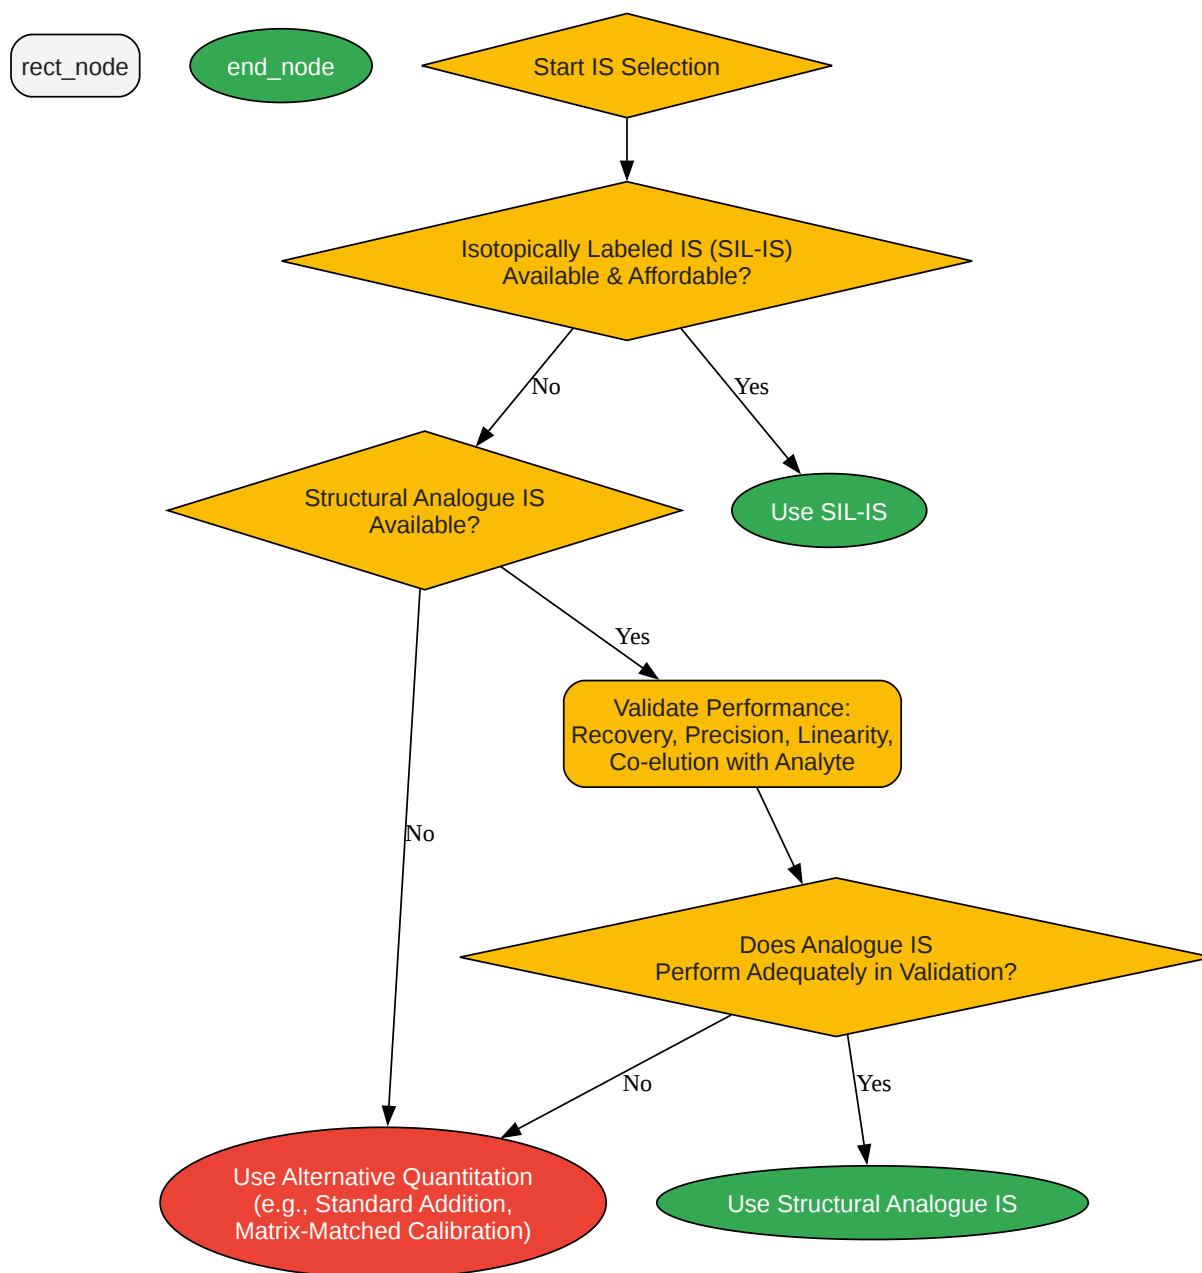 rect_node
end_node
Start IS Selection
Isotopically Labeled IS (SIL-IS)
Available & Affordable?
No
Yes
Structural Analogue IS
Available?
Use SIL-IS
Yes
Validate Performance:
Recovery, Precision, Linearity,
Co-elution with Analyte
No
Does Analogue IS
Perform Adequately in Validation?
No
Yes
Use Alternative Quantitation
(e.g., Standard Addition,
Matrix-Matched Calibration)
Use Structural Analogue IS